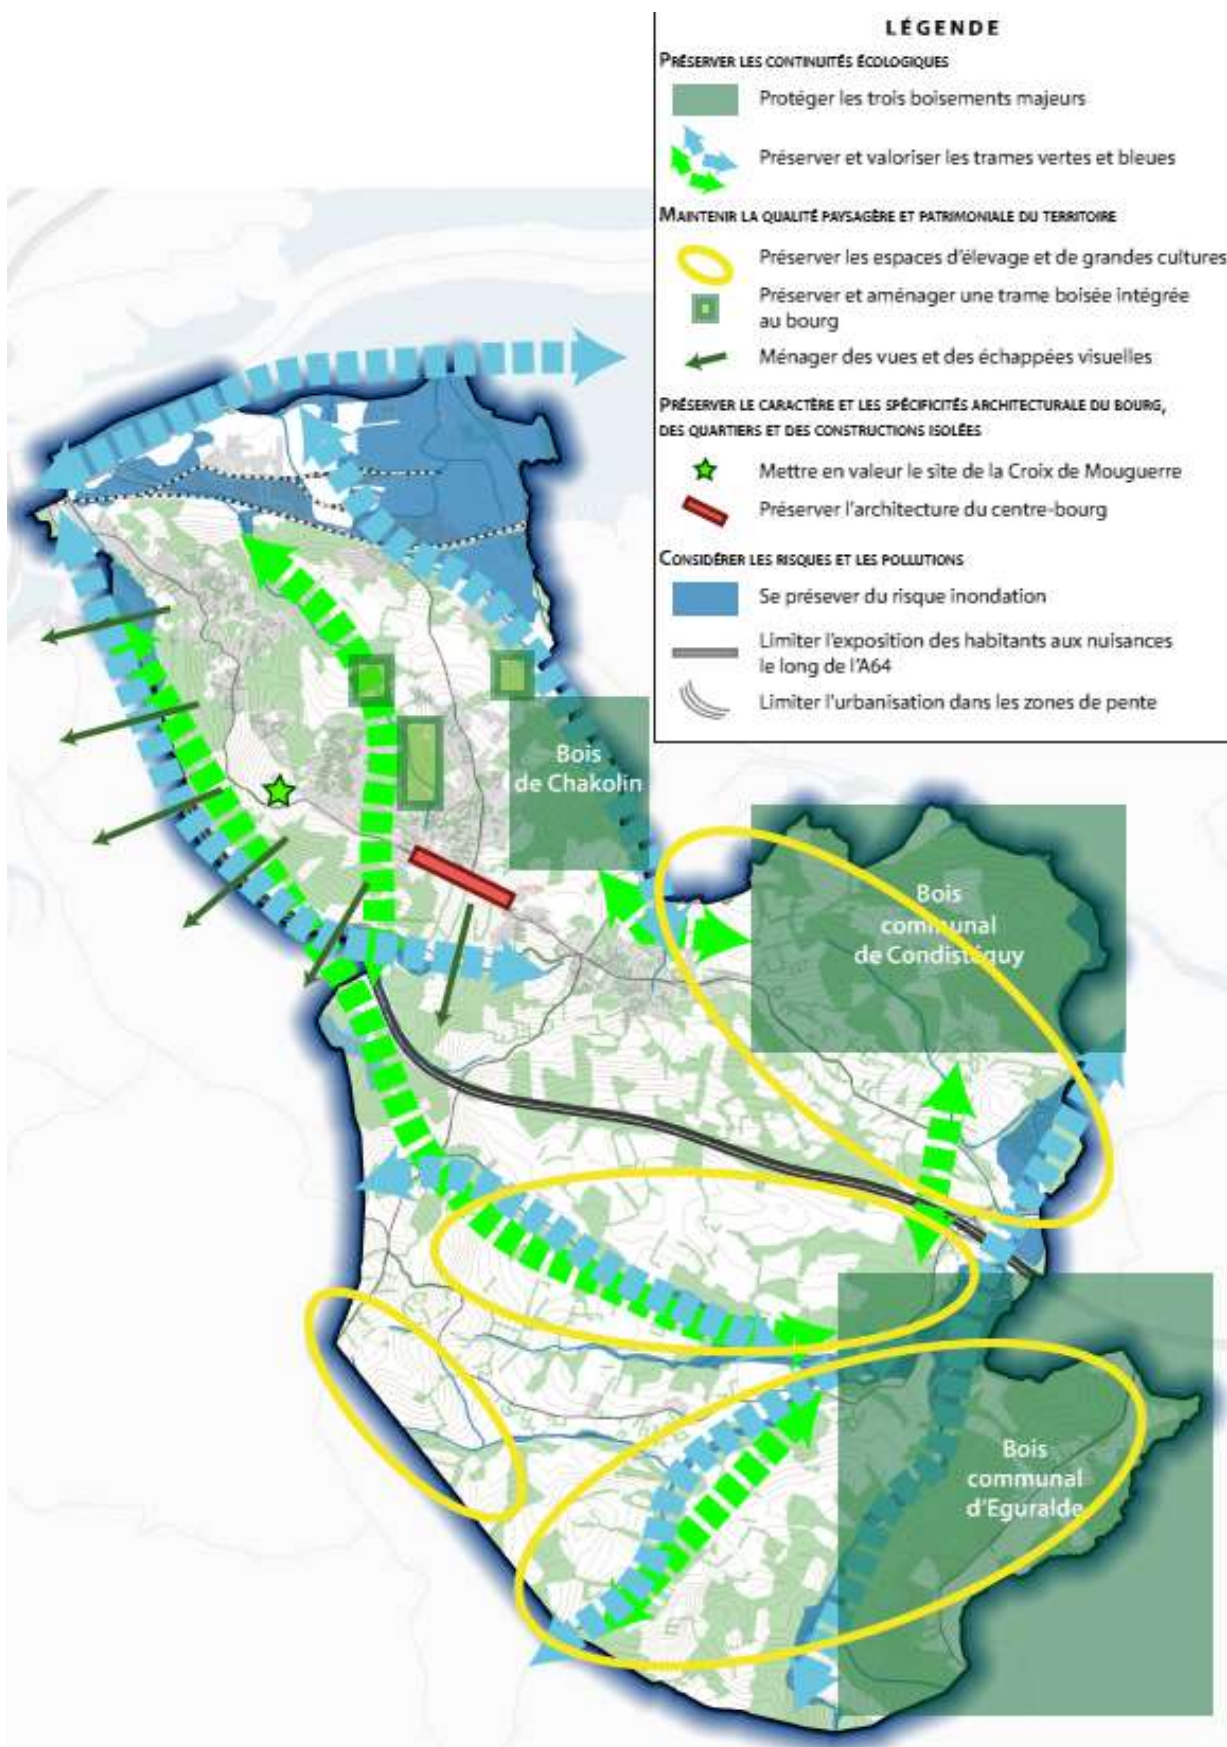 LÉGENDE
PRÉSERVER LES CONTINUITÉS ÉCOLOGIQUES
Protéger les trois boisements majeurs
Préserver et valoriser les trames vertes et bleues
MAINTENIR LA QUALITÉ PAYSAGÈRE ET PATRIMONIALE DU TERRITOIRE
Préserver les espaces d'élevage et de grandes cultures
Préserver et aménager une trame boisée intégrée
au bourg
Ménager des vues et des échappées visuelles
PRÉSERVER LE CARACTÈRE ET LES SPÉCIFICITÉS ARCHITECTURALE DU BOURG,
DES QUARTIERS ET DES CONSTRUCTIONS ISOLÉES
Mettre en valeur le site de la Croix de Mouguerre
Préserver l'architecture du centre-bourg
CONSIDÉRER LES RISQUES ET LES POLLUTIONS
Se présever du risque inondation
Limiter l'exposition des habitants aux nuisances
le long de l'A64
Limiter l'urbanisation dans les zones de pente
Bois
de Chakolin
Bois
communal
de Condistéguy
Bois
communal
d'Eguralde